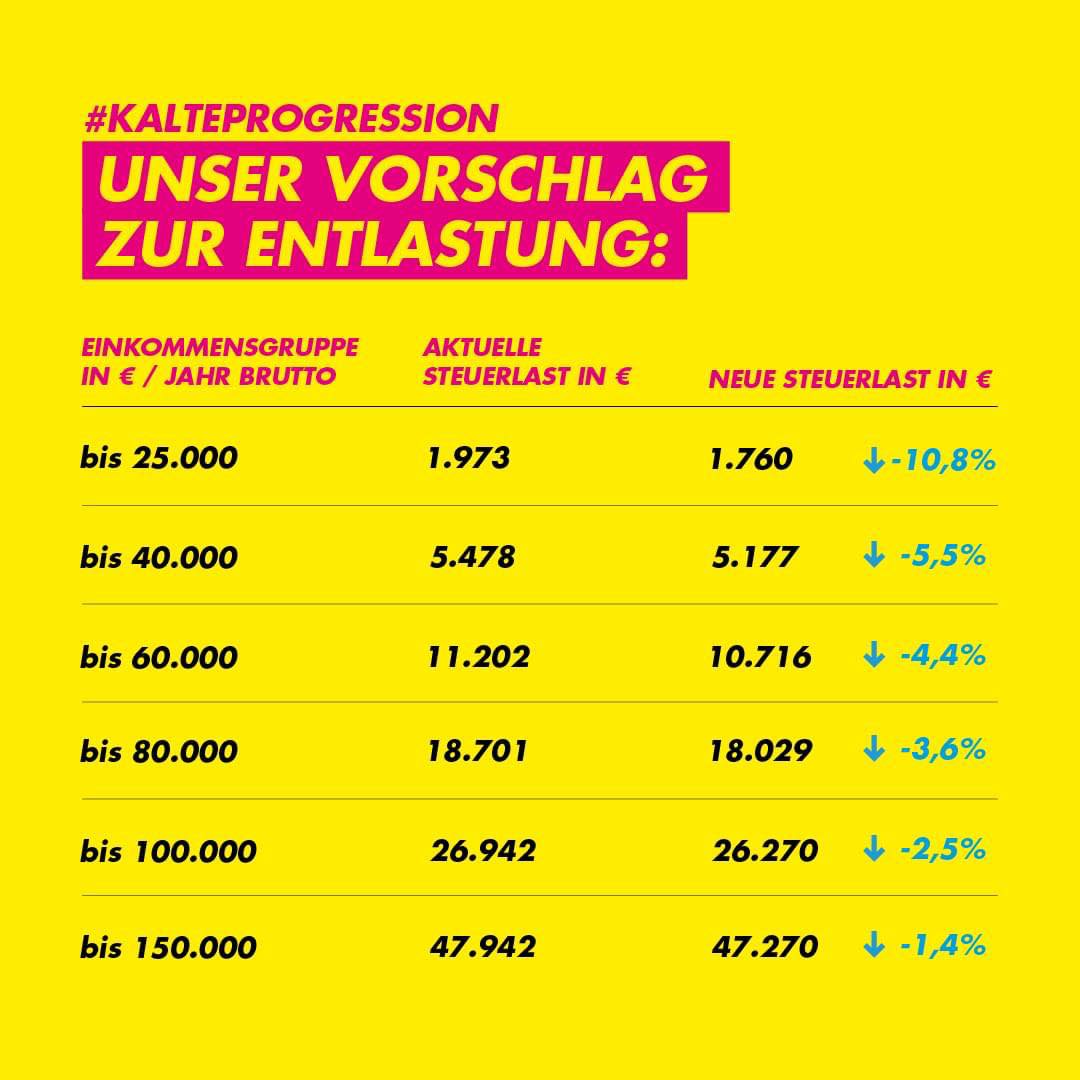 #KALTEPROGRESSION
UNSER VORSCHLAG
ZUR ENTLASTUNG:
EINKOMMENSGRUPPE
IN € / JAHR BRUTTO
AKTUELLE
STEUERLAST IN €
NEUE STEUERLAST IN €
bis 25.000 1.973 1.760 ↓ -10,8%
bis 40.000 5.478 5.177 ↓ -5,5%
bis 60.000 11.202 10.716 ↓ -4,4%
bis 80.000 18.701 18.029 ↓ -3,6%
bis 100.000 26.942 26.270 ↓ -2,5%
bis 150.000 47.942 47.270 ↓ -1,4%